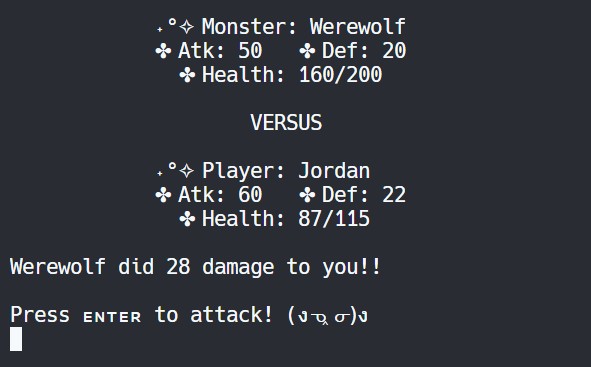 ˖°✧ Monster: Werewolf
✤ Atk: 50 ✤ Def: 20
✤ Health: 160/200
VERSUS
˖°✧ Player: Jordan
✤ Atk: 60 ✤ Def: 22
✤ Health: 87/115
Werewolf did 28 damage to you!!
Press ᴇɴᴛᴇʀ to attack! (ง •̀_•́)ง